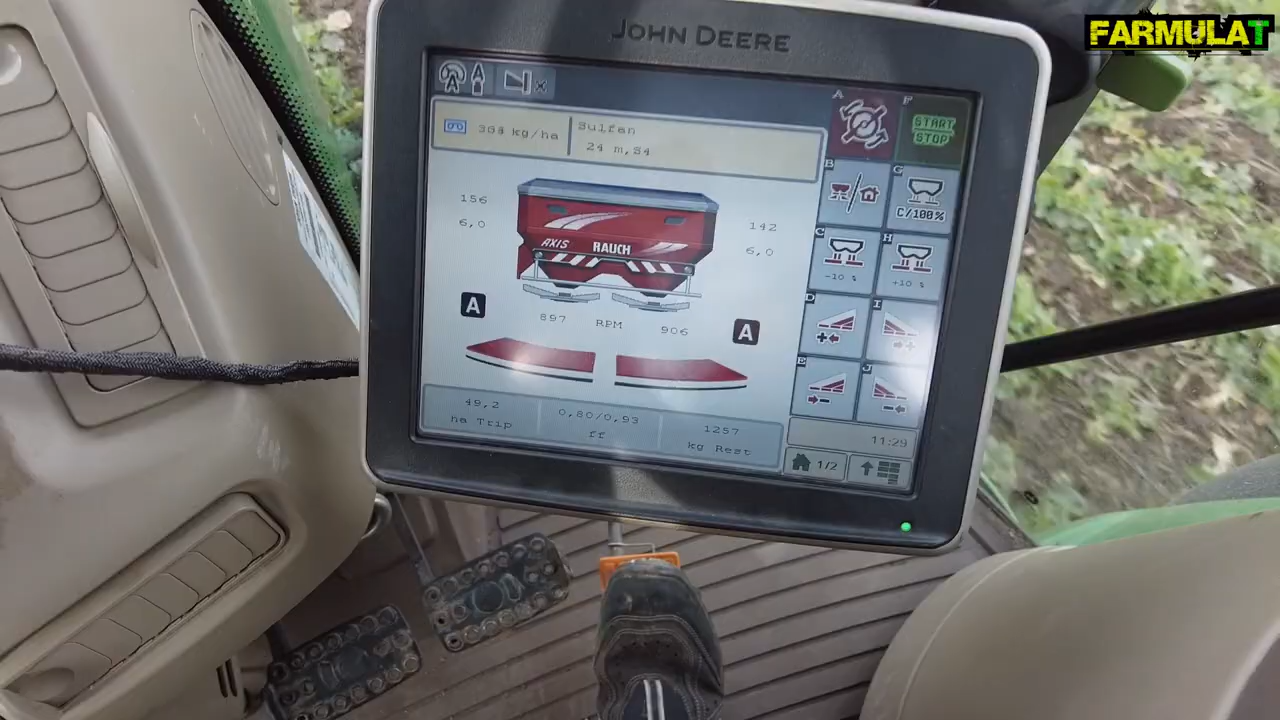 FARMULAT
JOHN DEERE
368 kg/ha
Sulfan
24 m,S4
156
6,0
142
6,0
AXIS RAUCH
A
A
897 RPM 906
49,2
ha Trip
0,80/0,93
ff
1257
kg Rest
A
F
START
STOP
B
G
C/100%
C
-10 %
H
+10 %
D
I
E
J
11:29
1/2